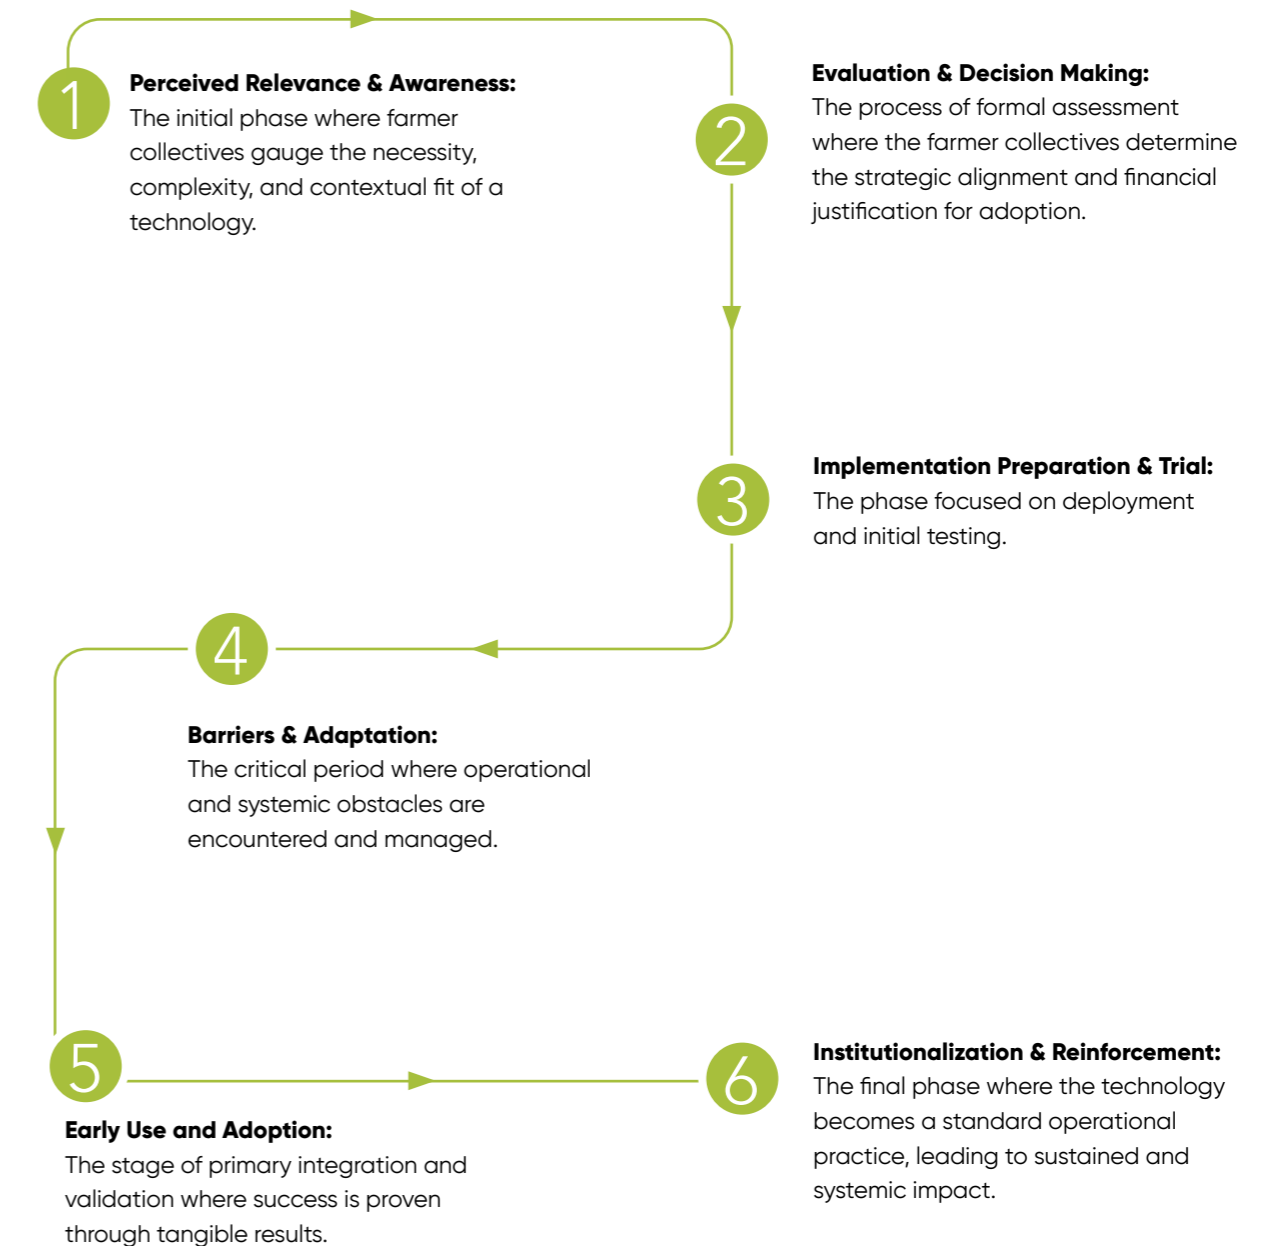 1
Perceived Relevance & Awareness:
The initial phase where farmer
collectives gauge the necessity,
complexity, and contextual fit of a
technology.
2
Evaluation & Decision Making:
The process of formal assessment
where the farmer collectives determine
the strategic alignment and financial
justification for adoption.
3
Implementation Preparation & Trial:
The phase focused on deployment
and initial testing.
4
Barriers & Adaptation:
The critical period where operational
and systemic obstacles are
encountered and managed.
5
Early Use and Adoption:
The stage of primary integration and
validation where success is proven
through tangible results.
6
Institutionalization & Reinforcement:
The final phase where the technology
becomes a standard operational
practice, leading to sustained and
systemic impact.